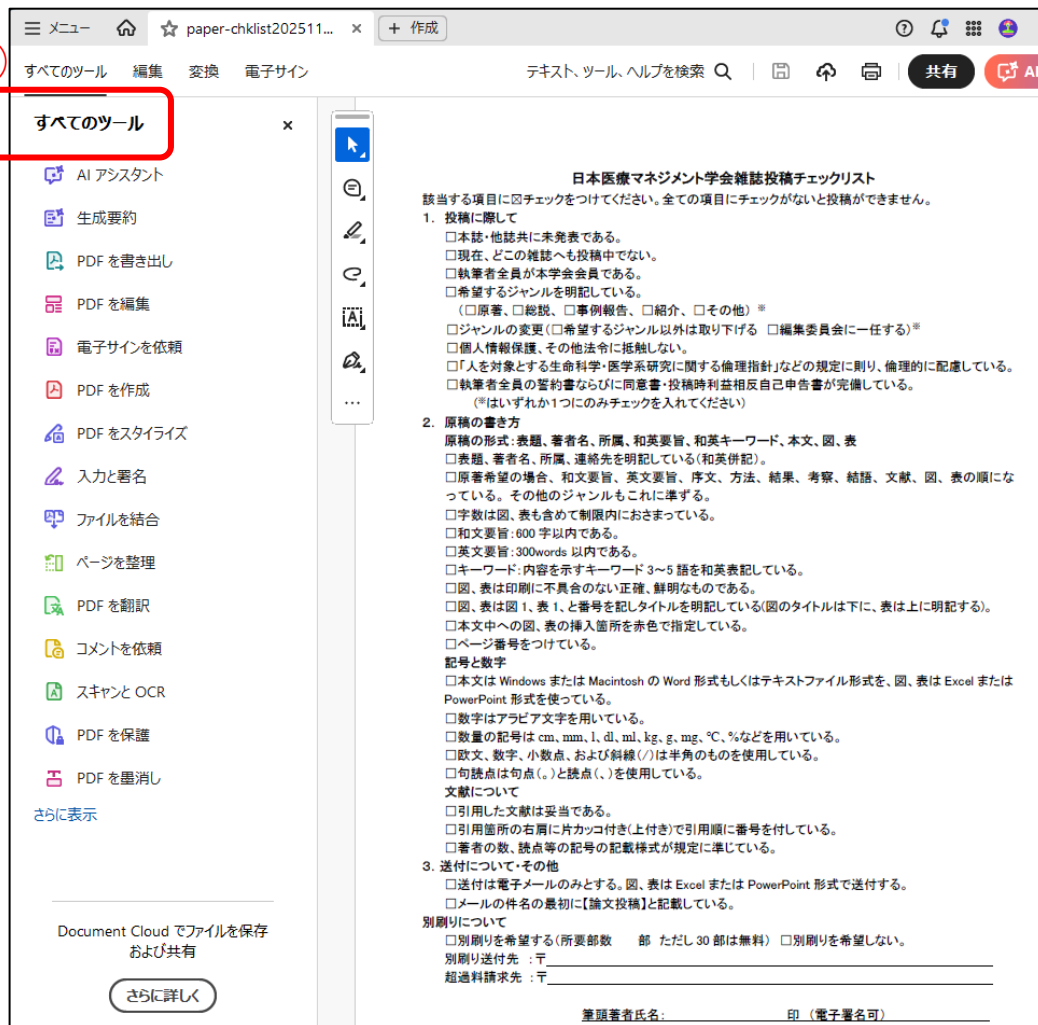 メニュー
paper-chklist202511...
作成
すべてのツール 編集 変換 電子サイン
テキスト、ツール、ヘルプを検索
共有
AI
すべてのツール
AI アシスタント
生成要約
PDF を書き出し
PDF を編集
電子サインを依頼
PDF を作成
PDF をスタイライズ
入力と署名
ファイルを結合
ページを整理
PDF を翻訳
コメントを依頼
スキャンと OCR
PDF を保護
PDF を墨消し
さらに表示
Document Cloud でファイルを保存
および共有
さらに詳しく
日本医療マネジメント学会雑誌投稿チェックリスト
該当する項目に☒チェックをつけてください。全ての項目にチェックがないと投稿ができません。
1. 投稿に際して
□本誌・他誌共に未発表である。
□現在、どこの雑誌へも投稿中でない。
□執筆者全員が本学会会員である。
□希望するジャンルを明記している。
(□原著、□総説、□事例報告、□紹介、□その他) ※
□ジャンルの変更(□希望するジャンル以外は取り下げる □編集委員会に一任する)※
□個人情報保護、その他法令に抵触しない。
□「人を対象とする生命科学・医学系研究に関する倫理指針」などの規定に則り、倫理的に配慮している。
□執筆者全員の誓約書ならびに同意書・投稿時利益相反自己申告書が完備している。
(※はいずれか1つにのみチェックを入れてください)
2. 原稿の書き方
原稿の形式:表題、著者名、所属、和英要旨、和英キーワード、本文、図、表
□表題、著者名、所属、連絡先を明記している(和英併記)。
□原著希望の場合、和文要旨、英文要旨、序文、方法、結果、考察、結語、文献、図、表の順にな
っている。その他のジャンルもこれに準ずる。
□字数は図、表も含めて制限内におさまっている。
□和文要旨:600 字以内である。
□英文要旨:300words 以内である。
□キーワード:内容を示すキーワード 3~5 語を和英表記している。
□図、表は印刷に不具合のない正確、鮮明なものである。
□図、表は図 1、表 1、と番号を記しタイトルを明記している(図のタイトルは下に、表は上に明記する)。
□本文中への図、表の挿入箇所を赤色で指定している。
□ページ番号をつけている。
記号と数字
□本文は Windows または Macintosh の Word 形式もしくはテキストファイル形式を、図、表は Excel または
PowerPoint 形式を使っている。
□数字はアラビア文字を用いている。
□数量の記号は cm、mm、l、dl、ml、kg、g、mg、℃、%などを用いている。
□欧文、数字、小数点、および斜線(/)は半角のものを使用している。
□句読点は句点(。)と読点(、)を使用している。
文献について
□引用した文献は妥当である。
□引用箇所の右肩に片カッコ付き(上付き)で引用順に番号を付している。
□著者の数、読点等の記号の記載様式が規定に準じている。
3. 送付について・その他
□送付は電子メールのみとする。図、表は Excel または PowerPoint 形式で送付する。
□メールの件名の最初に【論文投稿】と記載している。
別刷りについて
□別刷りを希望する(所要部数 部 ただし 30 部は無料) □別刷りを希望しない。
別刷り送付先 :〒
超過料請求先 :〒
筆頭著者氏名: 印 (電子署名可)